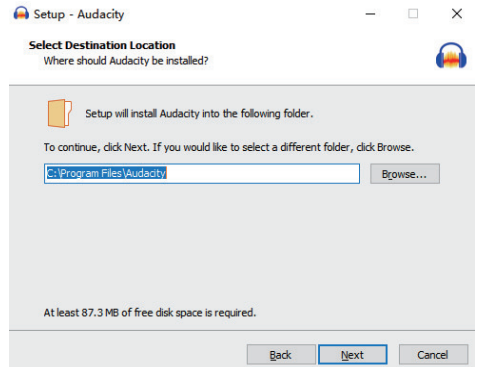 Setup - Audacity
Select Destination Location
Where should Audacity be installed?
Setup will install Audacity into the following folder.
To continue, click Next. If you would like to select a different folder, click Browse.
C:\Program Files\Audacity
Browse...
At least 87.3 MB of free disk space is required.
Back Next Cancel